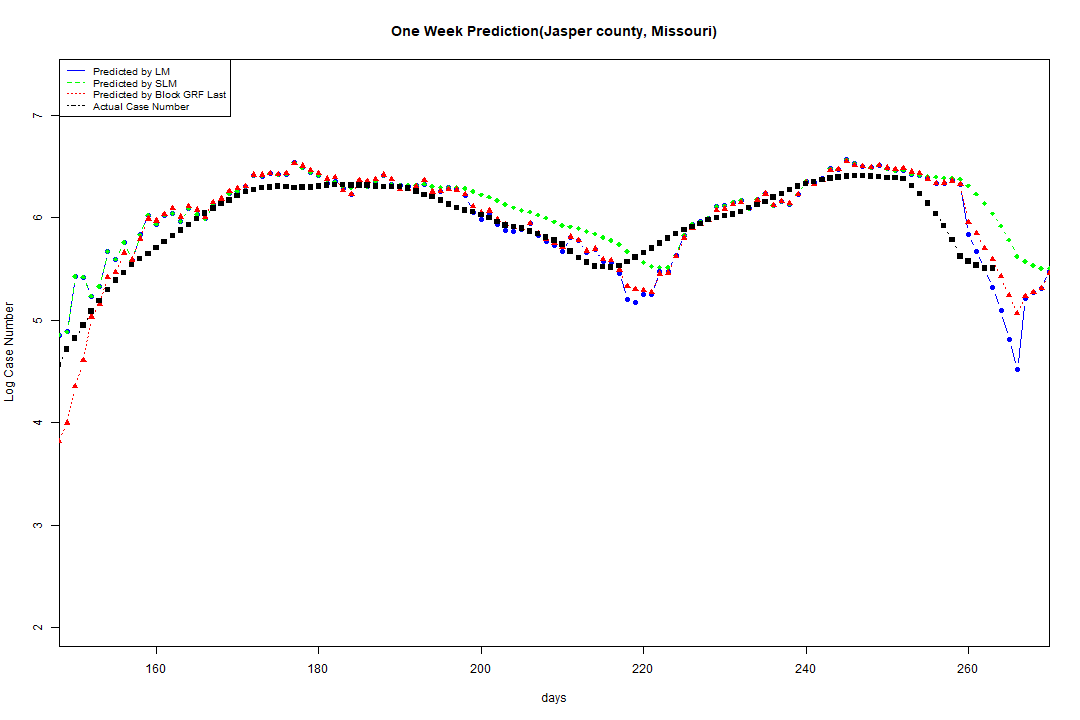 One Week Prediction(Jasper county, Missouri)
Predicted by LM
Predicted by SLM
Predicted by Block GRF Last
Actual Case Number
7
6
5
4
3
2
Log Case Number
160 180 200 220 240 260
days